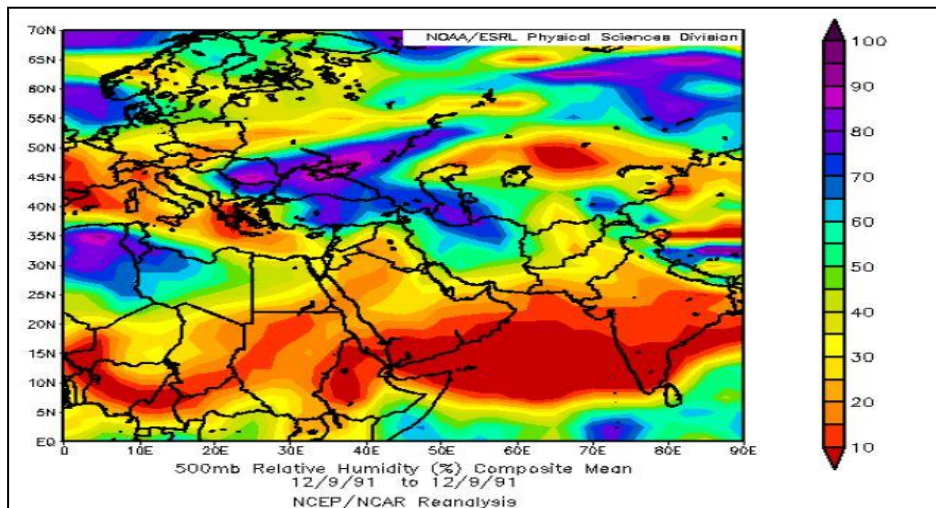 NOAA/ESRL Physical Sciences Division
70N
65N
60N
55N
50N
45N
40N
35N
30N
25N
20N
15N
10N
5N
EQ
0 10E 20E 30E 40E 50E 60E 70E 80E 90E
100
90
80
70
60
50
40
30
20
10
500mb Relative Humidity (%) Composite Mean
12/9/91 to 12/9/91
NCEP/NCAR Reanalysis